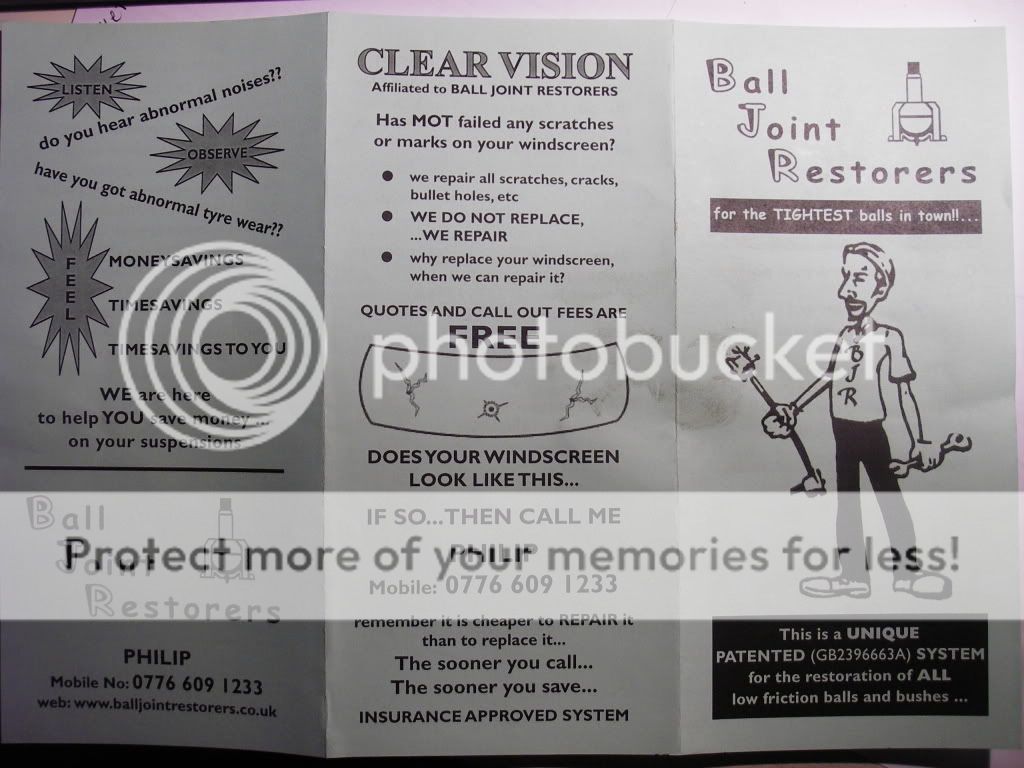 LISTEN
do you hear abnormal noises??
OBSERVE
have you got abnormal tyre wear??
FEEL
MONEYSAVINGS
TIMESAVINGS
TIMESAVINGS TO YOU
WE are here
to help YOU save money ...
on your suspensions
Ball
Joint
Restorers
PHILIP
Mobile No: 0776 609 1233
web: www.balljointrestorers.co.uk
CLEAR VISION
Affiliated to BALL JOINT RESTORERS
Has MOT failed any scratches
or marks on your windscreen?
• we repair all scratches, cracks,
bullet holes, etc
• WE DO NOT REPLACE,
...WE REPAIR
• why replace your windscreen,
when we can repair it?
QUOTES AND CALL OUT FEES ARE
FREE
DOES YOUR WINDSCREEN
LOOK LIKE THIS...
IF SO...THEN CALL ME
PHILIP
Mobile: 0776 609 1233
remember it is cheaper to REPAIR it
than to replace it...
The sooner you call...
The sooner you save...
INSURANCE APPROVED SYSTEM
Ball
Joint
Restorers
for the TIGHTEST balls in town!!...
BJR
This is a UNIQUE
PATENTED (GB2396663A) SYSTEM
for the restoration of ALL
low friction balls and bushes ...
photobucket
Protect more of your memories for less!